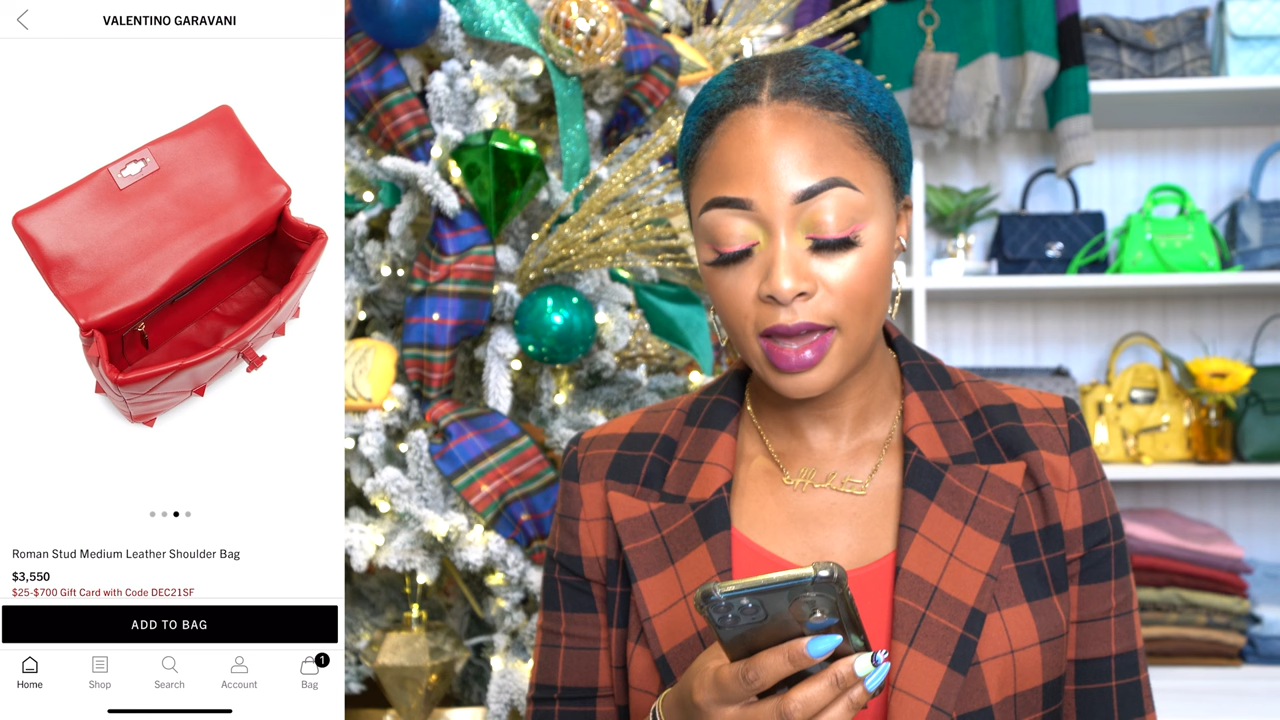 VALENTINO GARAVANI
Roman Stud Medium Leather Shoulder Bag
$3,550
$700 Gift Card with Code DEC21SF
ADD TO BAG
1
Home
Shop
Search
Account
Bag